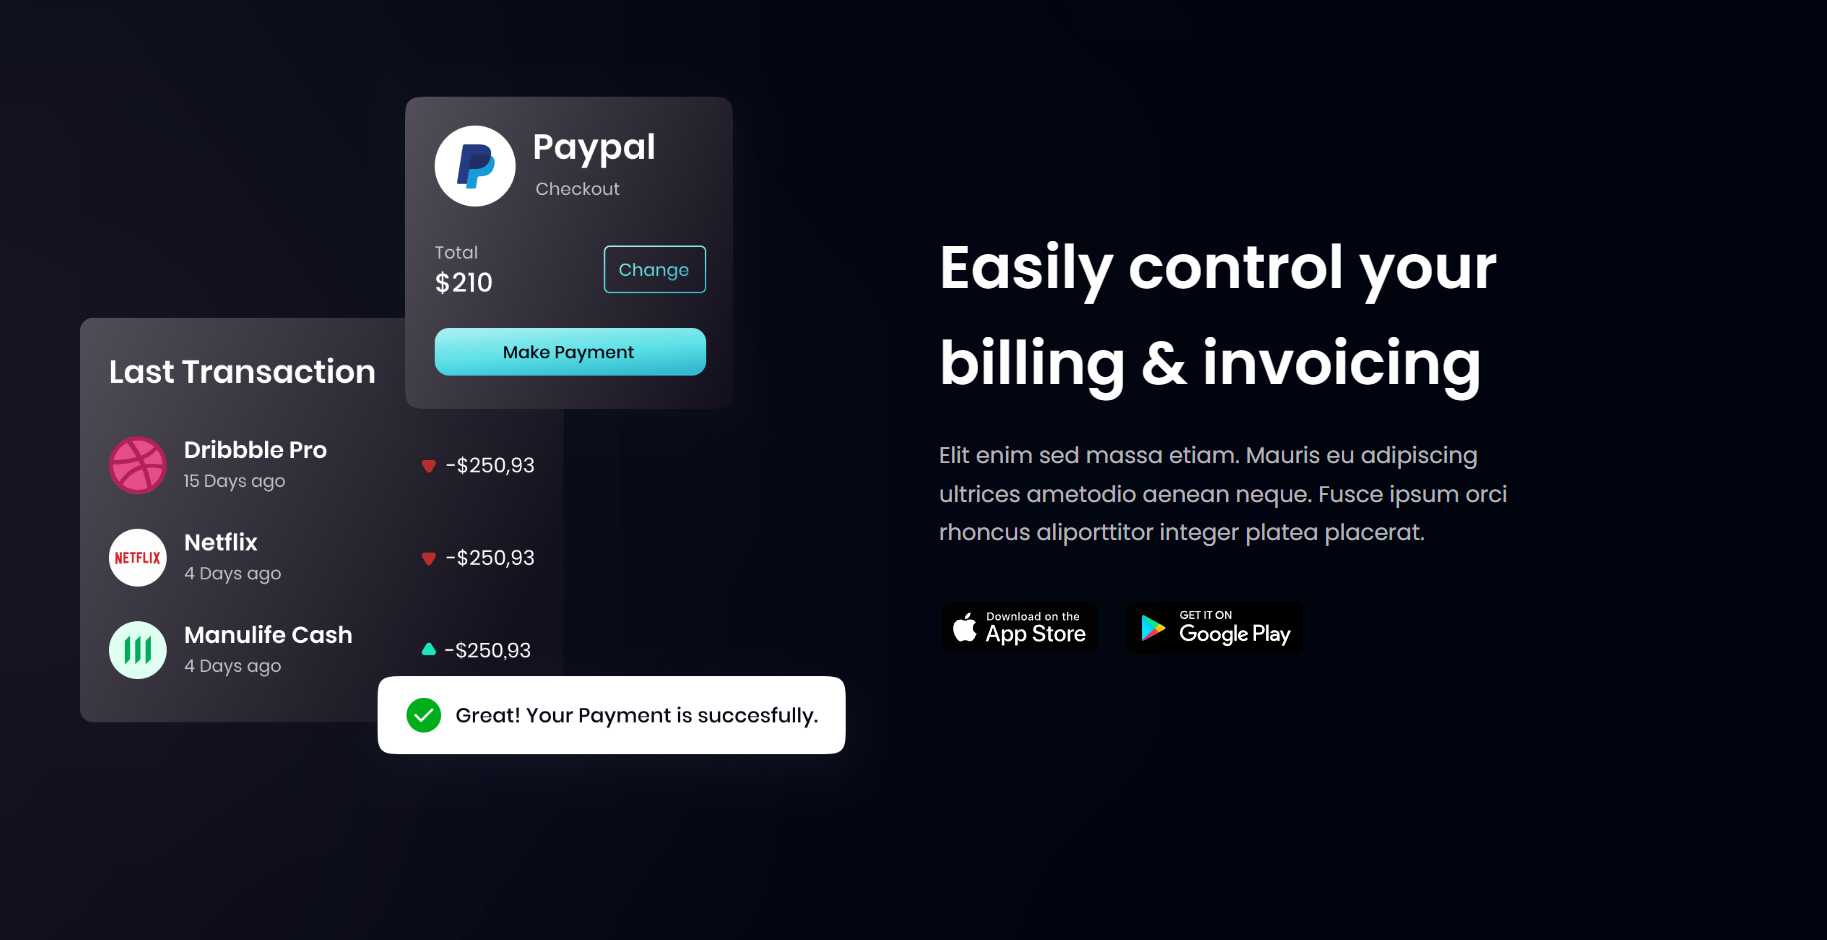 Paypal
Checkout
Total
$210
Change
Make Payment
Last Transaction
Dribbble Pro
15 Days ago
-$250,93
NETFLIX
Netflix
4 Days ago
-$250,93
Manulife Cash
4 Days ago
-$250,93
Great! Your Payment is succesfully.
Easily control your
billing & invoicing
Elit enim sed massa etiam. Mauris eu adipiscing
ultrices ametodio aenean neque. Fusce ipsum orci
rhoncus aliporttitor integer platea placerat.
Download on the
App Store
GET IT ON
Google Play